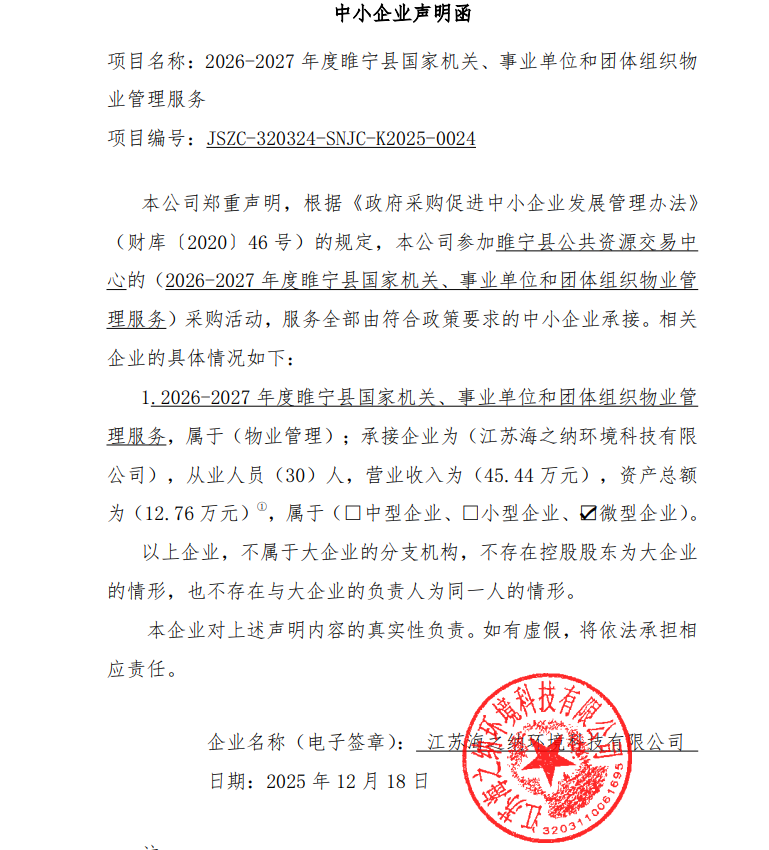 中小企业声明函
项目名称：2026-2027 年度睢宁县国家机关、事业单位和团体组织物
业管理服务
项目编号：JSZC-320324-SNJC-K2025-0024
本公司郑重声明，根据《政府采购促进中小企业发展管理办法》
（财库〔2020〕46 号）的规定，本公司参加睢宁县公共资源交易中
心的（2026-2027 年度睢宁县国家机关、事业单位和团体组织物业管
理服务）采购活动，服务全部由符合政策要求的中小企业承接。相关
企业的具体情况如下：
1.2026-2027 年度睢宁县国家机关、事业单位和团体组织物业管
理服务，属于（物业管理）；承接企业为（江苏海之纳环境科技有限
公司），从业人员（30）人，营业收入为（45.44 万元），资产总额
为（12.76 万元）①，属于（☐中型企业、☐小型企业、☑微型企业）。
以上企业，不属于大企业的分支机构，不存在控股股东为大企业
的情形，也不存在与大企业的负责人为同一人的情形。
本企业对上述声明内容的真实性负责。如有虚假，将依法承担相
应责任。
企业名称（电子签章）：江苏海之纳环境科技有限公司
日期：2025 年 12 月 18 日
江苏海之纳环境科技有限公司
3203110061695